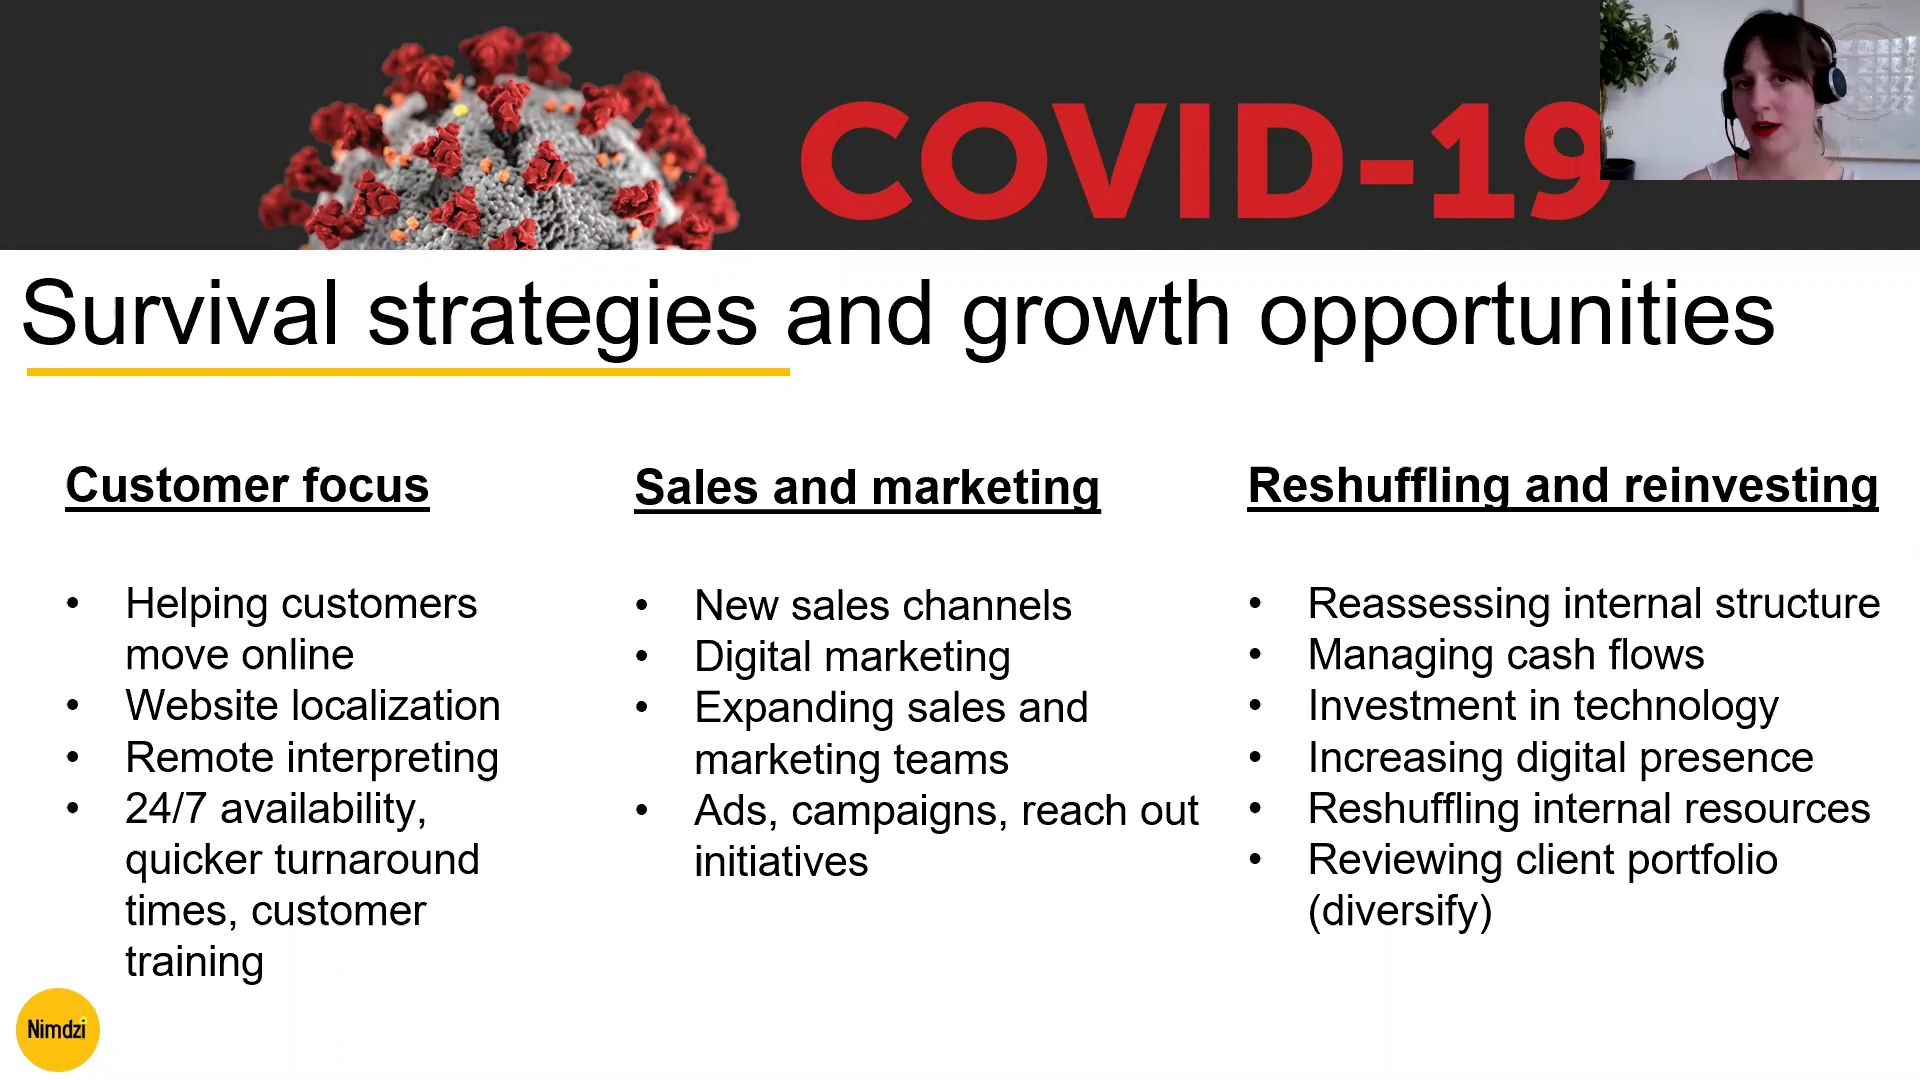 COVID-19
Survival strategies and growth opportunities
Customer focus
• Helping customers
move online
• Website localization
• Remote interpreting
• 24/7 availability,
quicker turnaround
times, customer
training
Sales and marketing
• New sales channels
• Digital marketing
• Expanding sales and
marketing teams
• Ads, campaigns, reach out
initiatives
Reshuffling and reinvesting
• Reassessing internal structure
• Managing cash flows
• Investment in technology
• Increasing digital presence
• Reshuffling internal resources
• Reviewing client portfolio
(diversify)
Nimdzi